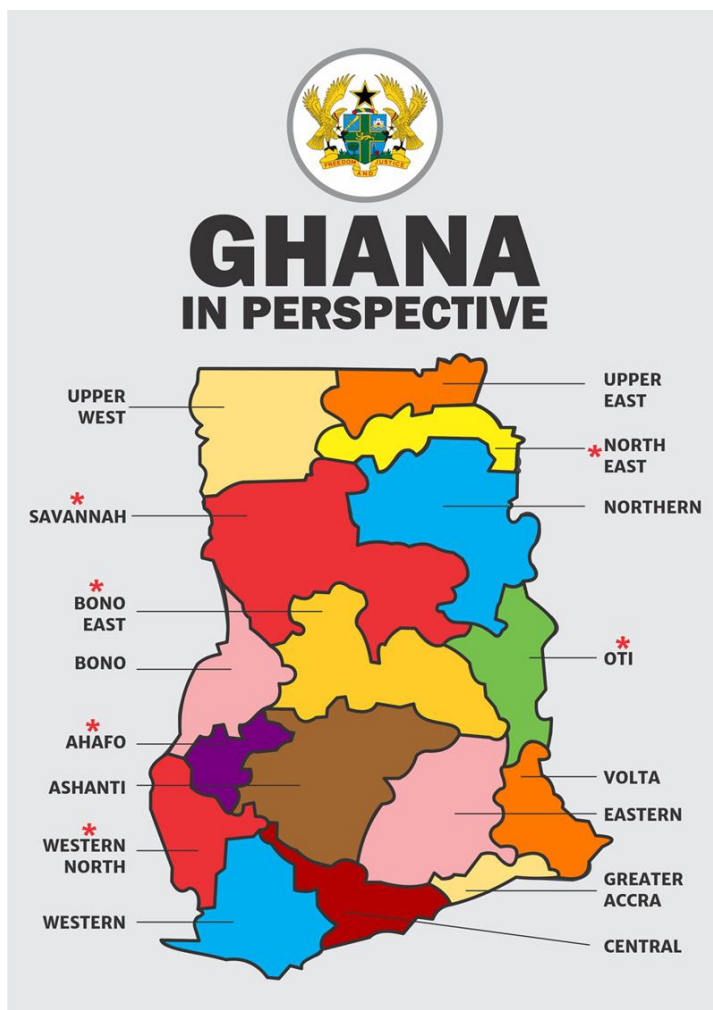 FREEDOM AND JUSTICE
GHANA
IN PERSPECTIVE
UPPER
WEST
* 
SAVANNAH
*
BONO
EAST
BONO
*
AHAFO
ASHANTI
*
WESTERN
NORTH
WESTERN
UPPER
EAST
* NORTH
EAST
NORTHERN
*
OTI
VOLTA
EASTERN
GREATER
ACCRA
CENTRAL